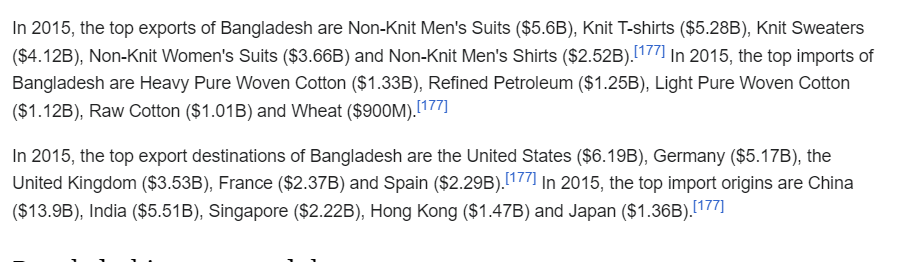 In 2015, the top exports of Bangladesh are Non-Knit Men's Suits ($5.6B), Knit T-shirts ($5.28B), Knit Sweaters
($4.12B), Non-Knit Women's Suits ($3.66B) and Non-Knit Men's Shirts ($2.52B).[177] In 2015, the top imports of
Bangladesh are Heavy Pure Woven Cotton ($1.33B), Refined Petroleum ($1.25B), Light Pure Woven Cotton
($1.12B), Raw Cotton ($1.01B) and Wheat ($900M).[177]
In 2015, the top export destinations of Bangladesh are the United States ($6.19B), Germany ($5.17B), the
United Kingdom ($3.53B), France ($2.37B) and Spain ($2.29B).[177] In 2015, the top import origins are China
($13.9B), India ($5.51B), Singapore ($2.22B), Hong Kong ($1.47B) and Japan ($1.36B).[177]